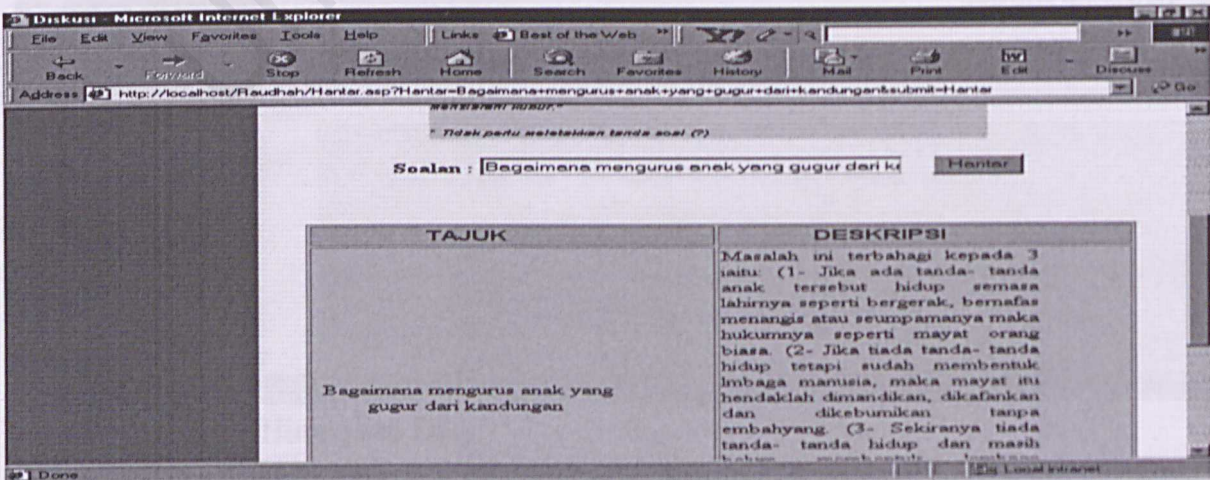 Diskusi - Microsoft Internet Explorer
File Edit View Favorites Tools Help Links Best of the Web
Back Forward Stop Refresh Home Search Favorites History Mail Print Edit Discuss
Address http://localhost/Raudhah/Hantar.asp?Hantar=Bagaimana+mengurus+anak+yang+gugur+dari+kandungan&submit=Hantar Go
* Tidak perlu meletakkan tanda soal (?)
Soalan : Bagaimana mengurus anak yang gugur dari k Hantar
TAJUK
DESKRIPSI
Bagaimana mengurus anak yang
gugur dari kandungan
Masalah ini terbahagi kepada 3
iaitu: (1- Jika ada tanda- tanda
anak tersebut hidup semasa
lahirnya seperti bergerak, bernafas
menangis atau seumpamanya maka
hukumnya seperti mayat orang
biasa. (2- Jika tiada tanda- tanda
hidup tetapi sudah membentuk
lmbaga manusia, maka mayat itu
hendaklah dimandikan, dikafankan
dan dikebumikan tanpa
embahyang. (3- Sekiranya tiada
tanda- tanda hidup dan masih
Done Local intranet